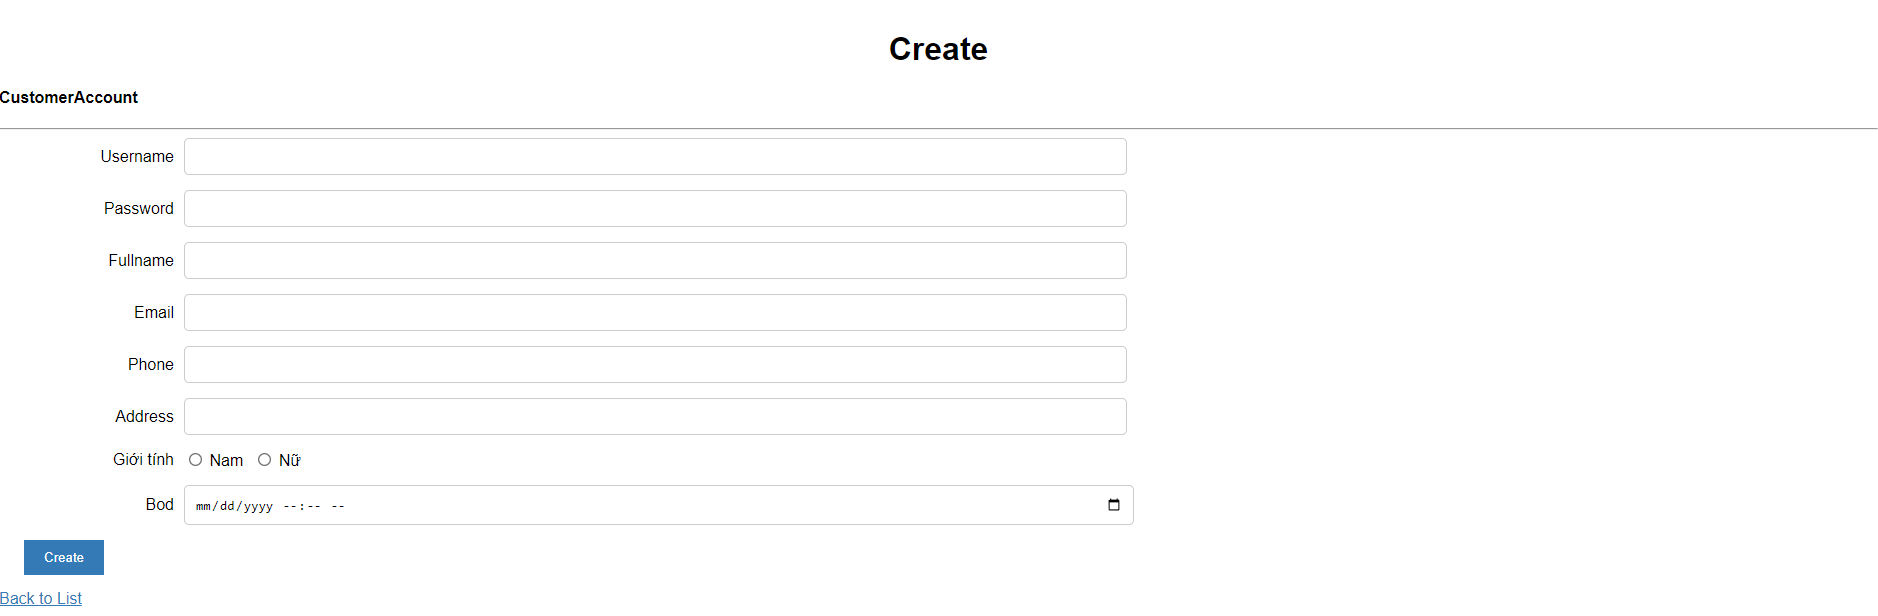 Create
CustomerAccount
Username
Password
Fullname
Email
Phone
Address
Giới tính Nam Nữ
Bod mm/dd/yyyy --:-- --
Create
Back to List